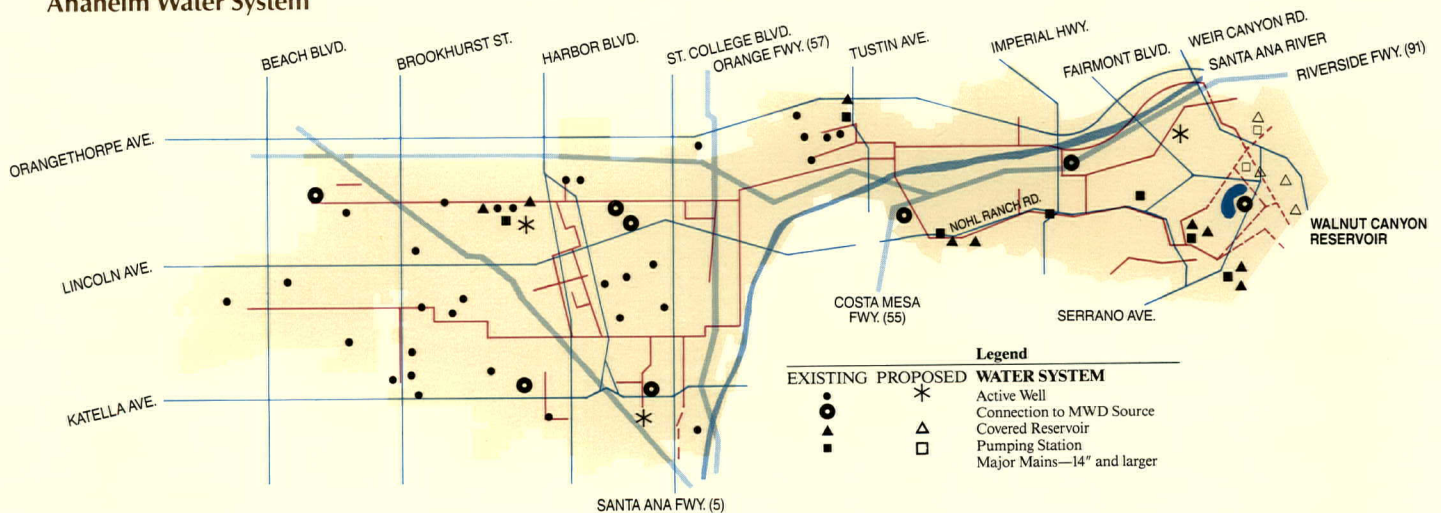 Anaheim Water System
BEACH BLVD.
BROOKHURST ST.
HARBOR BLVD.
ST. COLLEGE BLVD.
ORANGE FWY. (57)
TUSTIN AVE.
IMPERIAL HWY.
FAIRMONT BLVD.
WEIR CANYON RD.
SANTA ANA RIVER
RIVERSIDE FWY. (91)
ORANGETHORPE AVE.
NOHL RANCH RD.
WALNUT CANYON
RESERVOIR
LINCOLN AVE.
COSTA MESA
FWY. (55)
SERRANO AVE.
KATELLA AVE.
SANTA ANA FWY. (5)
Legend
EXISTING PROPOSED WATER SYSTEM
Active Well
Connection to MWD Source
Covered Reservoir
Pumping Station
Major Mains—14" and larger